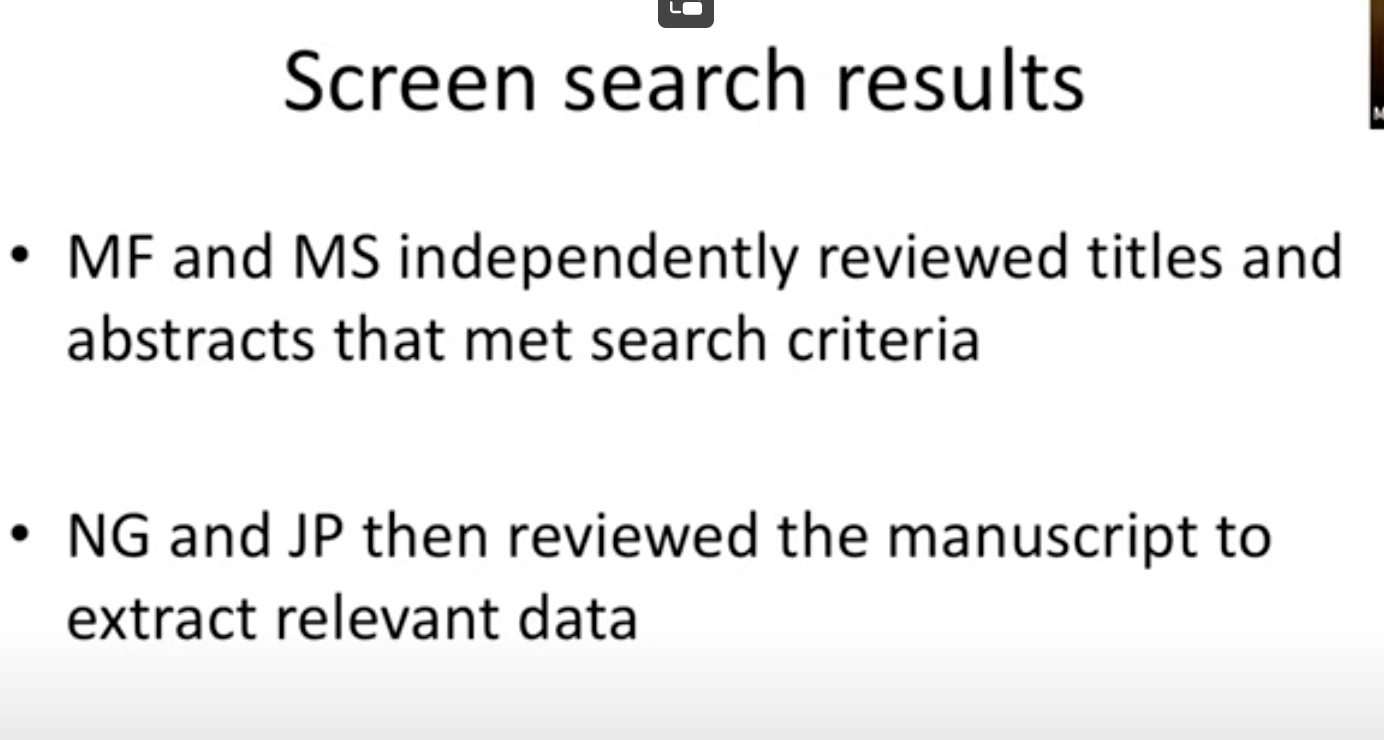 Screen search results
• MF and MS independently reviewed titles and
abstracts that met search criteria
• NG and JP then reviewed the manuscript to
extract relevant data